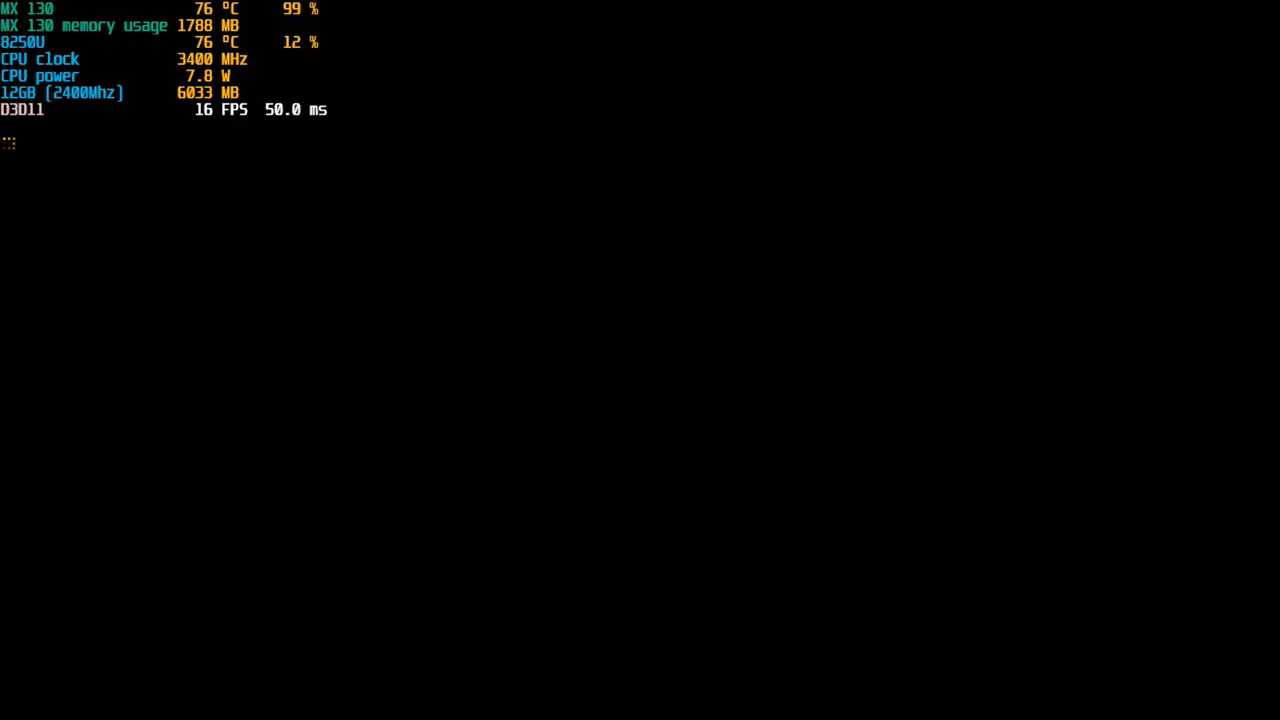 MX 130 76 °C 99 %
MX 130 memory usage 1788 MB
8250U 76 °C 12 %
CPU clock 3400 MHz
CPU power 7.8 W
12GB (2400Mhz) 6033 MB
D3D11 16 FPS 50.0 ms